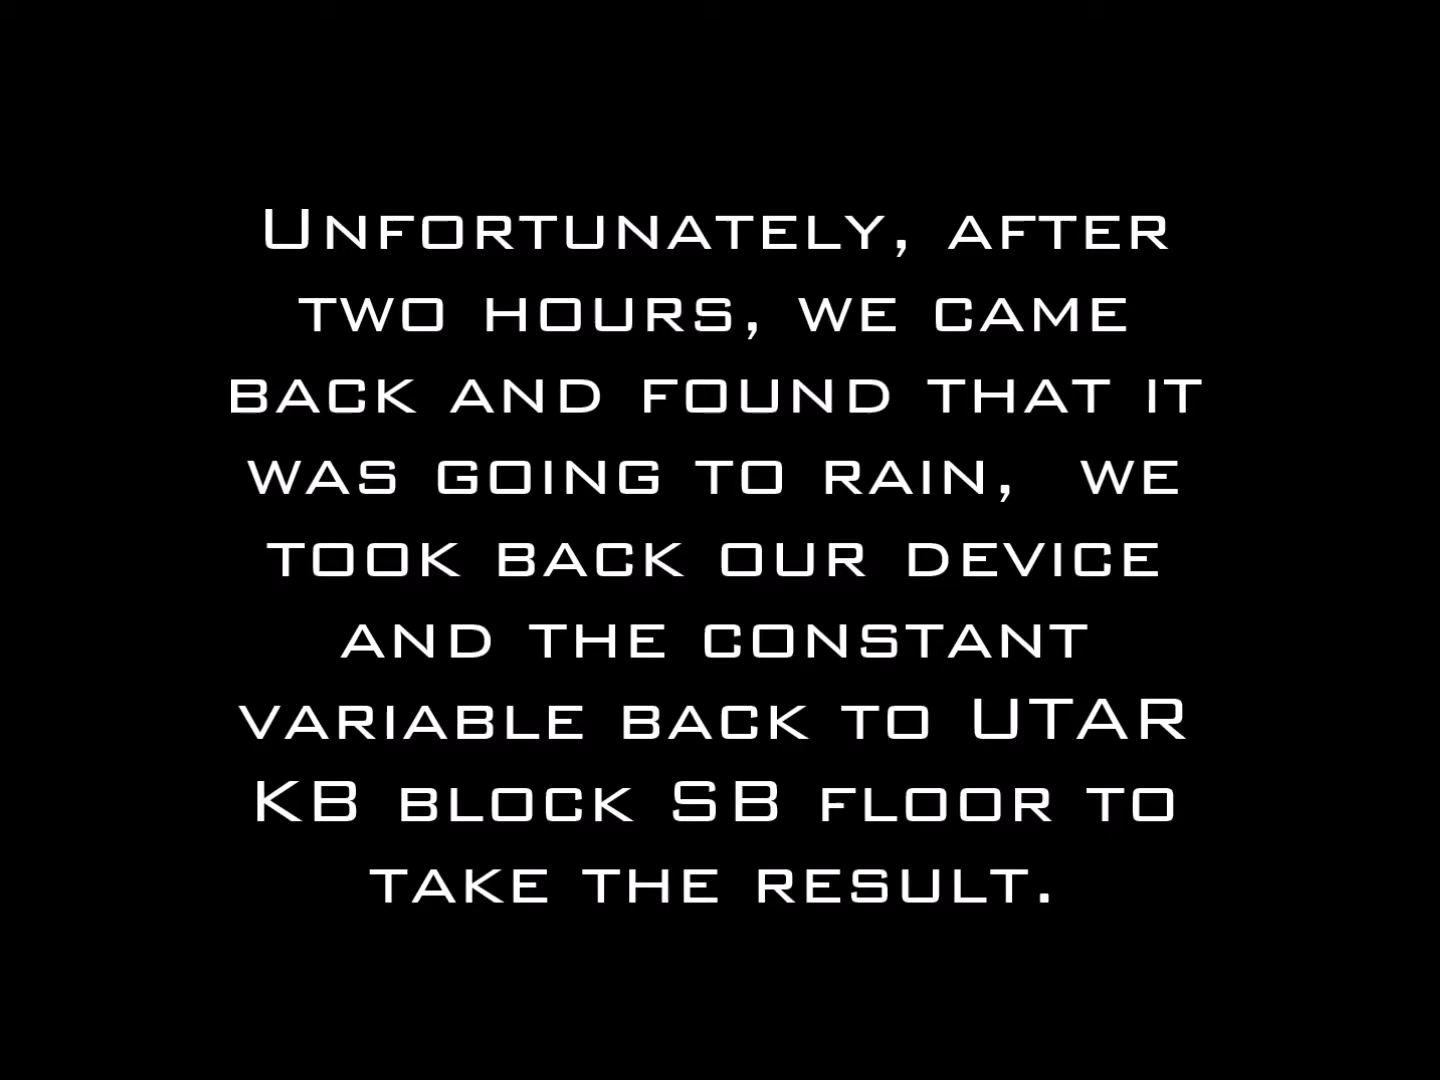 Unfortunately, after
two hours, we came
back and found that it
was going to rain,  we
took back our device
and the constant
variable back to UTAR
KB block SB floor to
take the result.